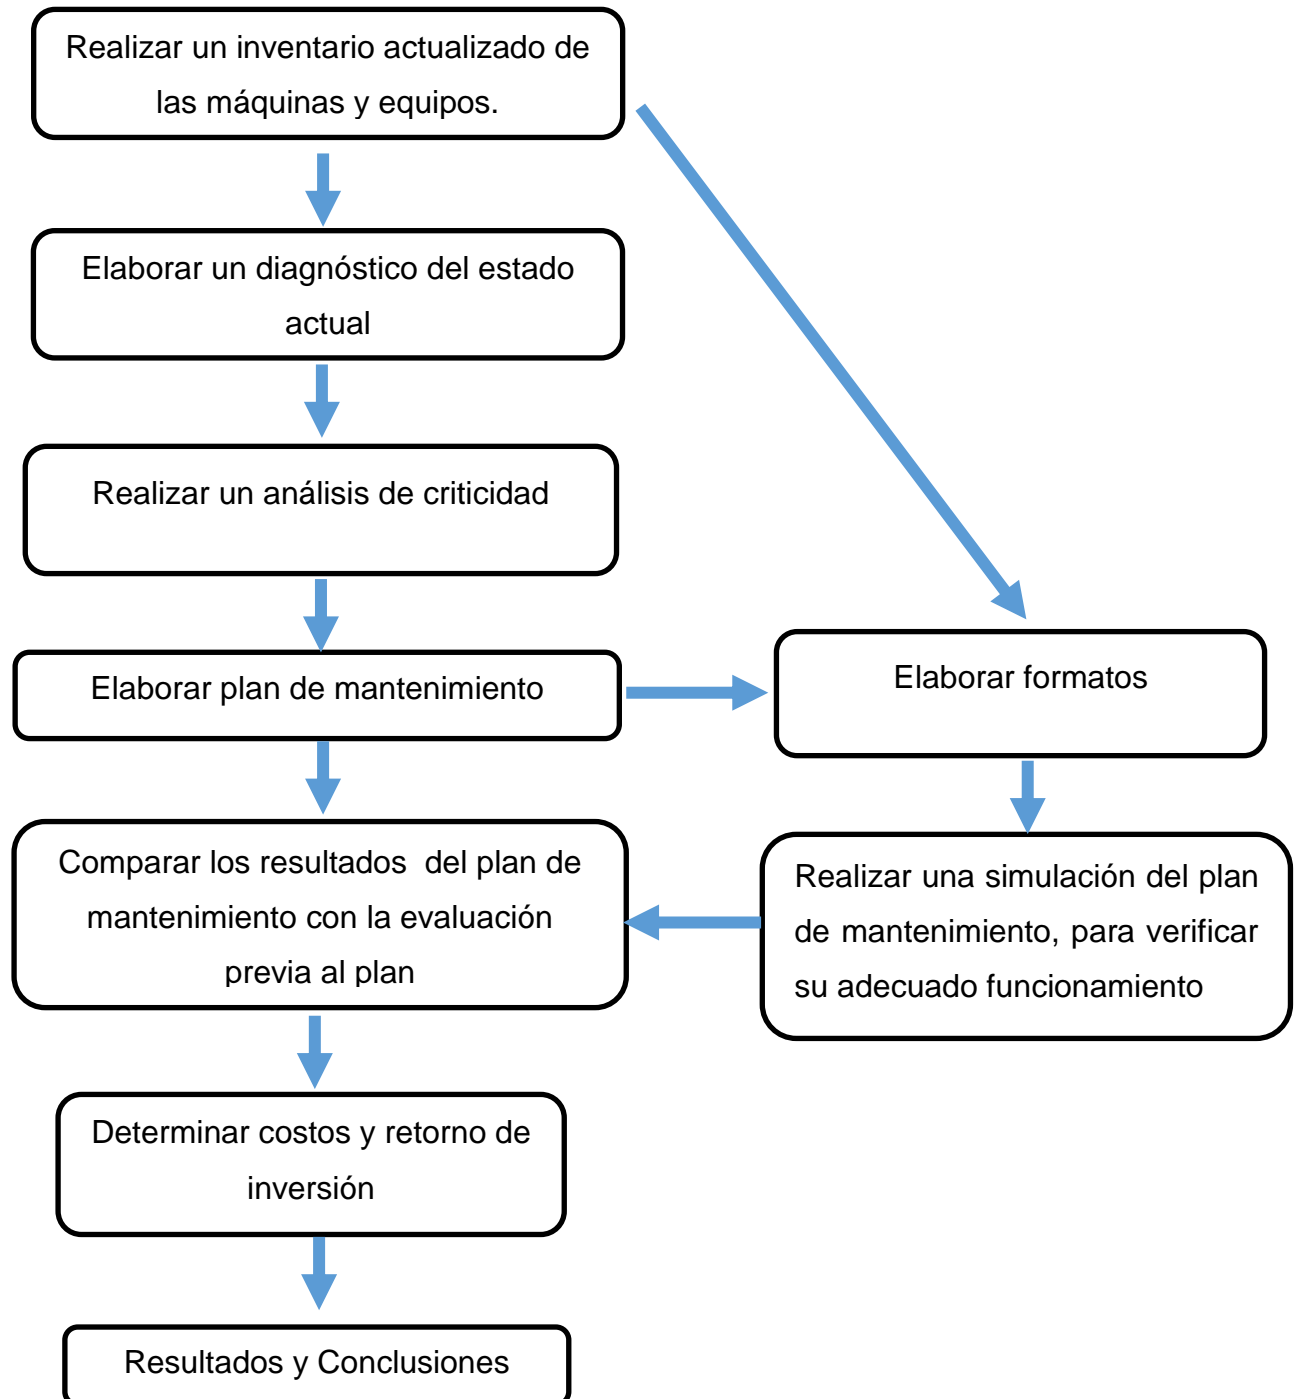 Realizar un inventario actualizado de
las máquinas y equipos.
Elaborar un diagnóstico del estado
actual
Realizar un análisis de criticidad
Elaborar plan de mantenimiento
Elaborar formatos
Comparar los resultados  del plan de
mantenimiento con la evaluación
previa al plan
Realizar una simulación del plan
de mantenimiento, para verificar
su adecuado funcionamiento
Determinar costos y retorno de
inversión
Resultados y Conclusiones